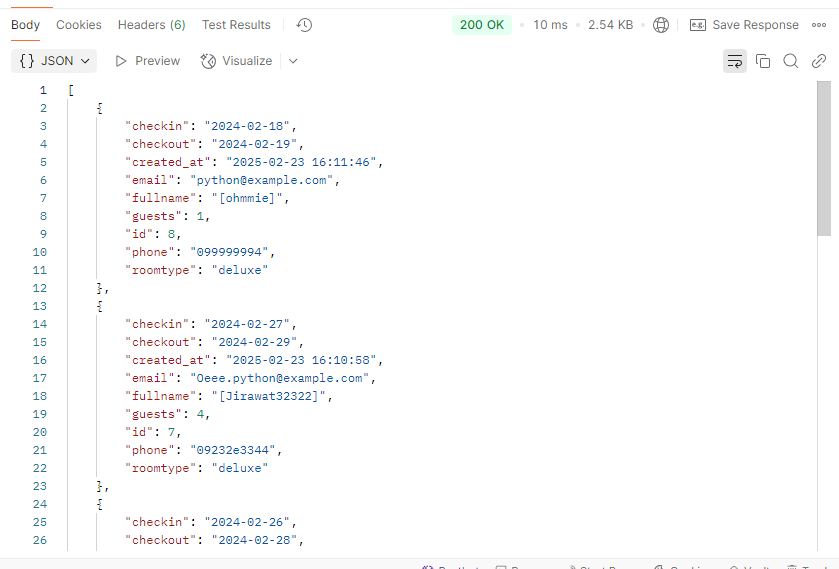 Body Cookies Headers (6) Test Results 200 OK 10 ms 2.54 KB e.g. Save Response
{} JSON Preview Visualize
1 [
2 {
3 "checkin": "2024-02-18",
4 "checkout": "2024-02-19",
5 "created_at": "2025-02-23 16:11:46",
6 "email": "python@example.com",
7 "fullname": "[ohmmie]",
8 "guests": 1,
9 "id": 8,
10 "phone": "099999994",
11 "roomtype": "deluxe"
12 },
13 {
14 "checkin": "2024-02-27",
15 "checkout": "2024-02-29",
16 "created_at": "2025-02-23 16:10:58",
17 "email": "Oeee.python@example.com",
18 "fullname": "[Jirawat32322]",
19 "guests": 4,
20 "id": 7,
21 "phone": "09232e3344",
22 "roomtype": "deluxe"
23 },
24 {
25 "checkin": "2024-02-26",
26 "checkout": "2024-02-28",